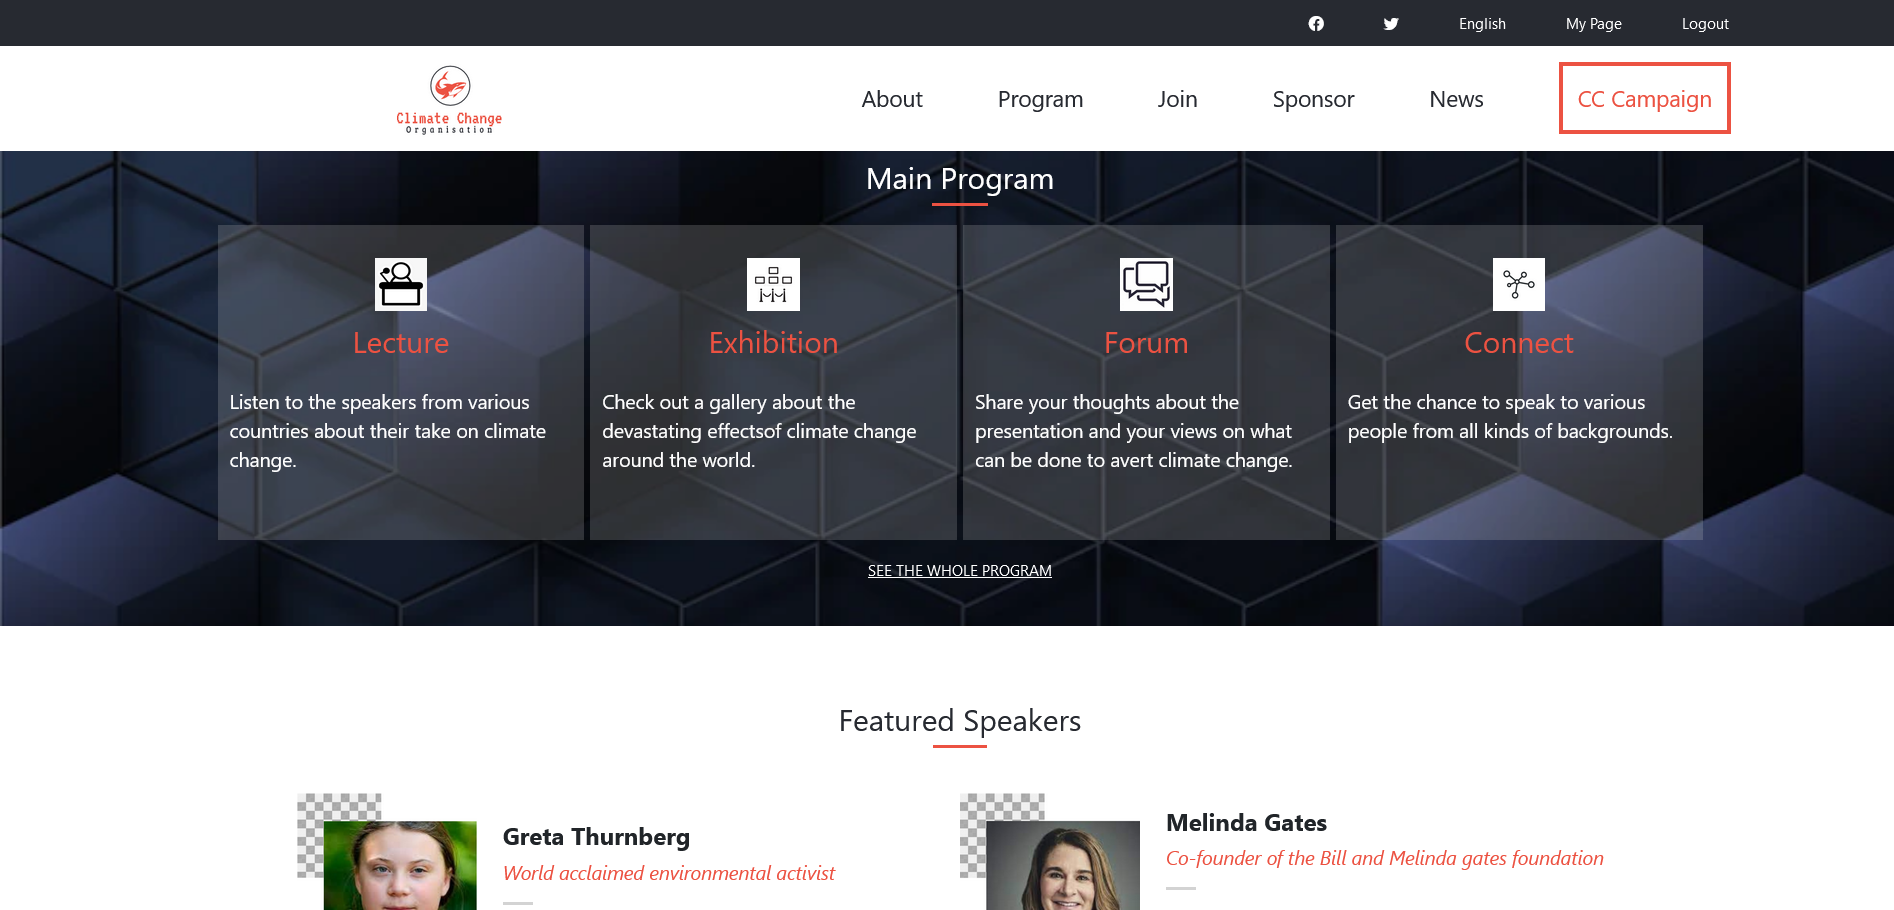 English
My Page
Logout
Climate Change
Organisation
About
Program
Join
Sponsor
News
CC Campaign
Main Program
Lecture
Listen to the speakers from various
countries about their take on climate
change.
Exhibition
Check out a gallery about the
devastating effectsof climate change
around the world.
Forum
Share your thoughts about the
presentation and your views on what
can be done to avert climate change.
Connect
Get the chance to speak to various
people from all kinds of backgrounds.
SEE THE WHOLE PROGRAM
Featured Speakers
Greta Thurnberg
World acclaimed environmental activist
Melinda Gates
Co-founder of the Bill and Melinda gates foundation